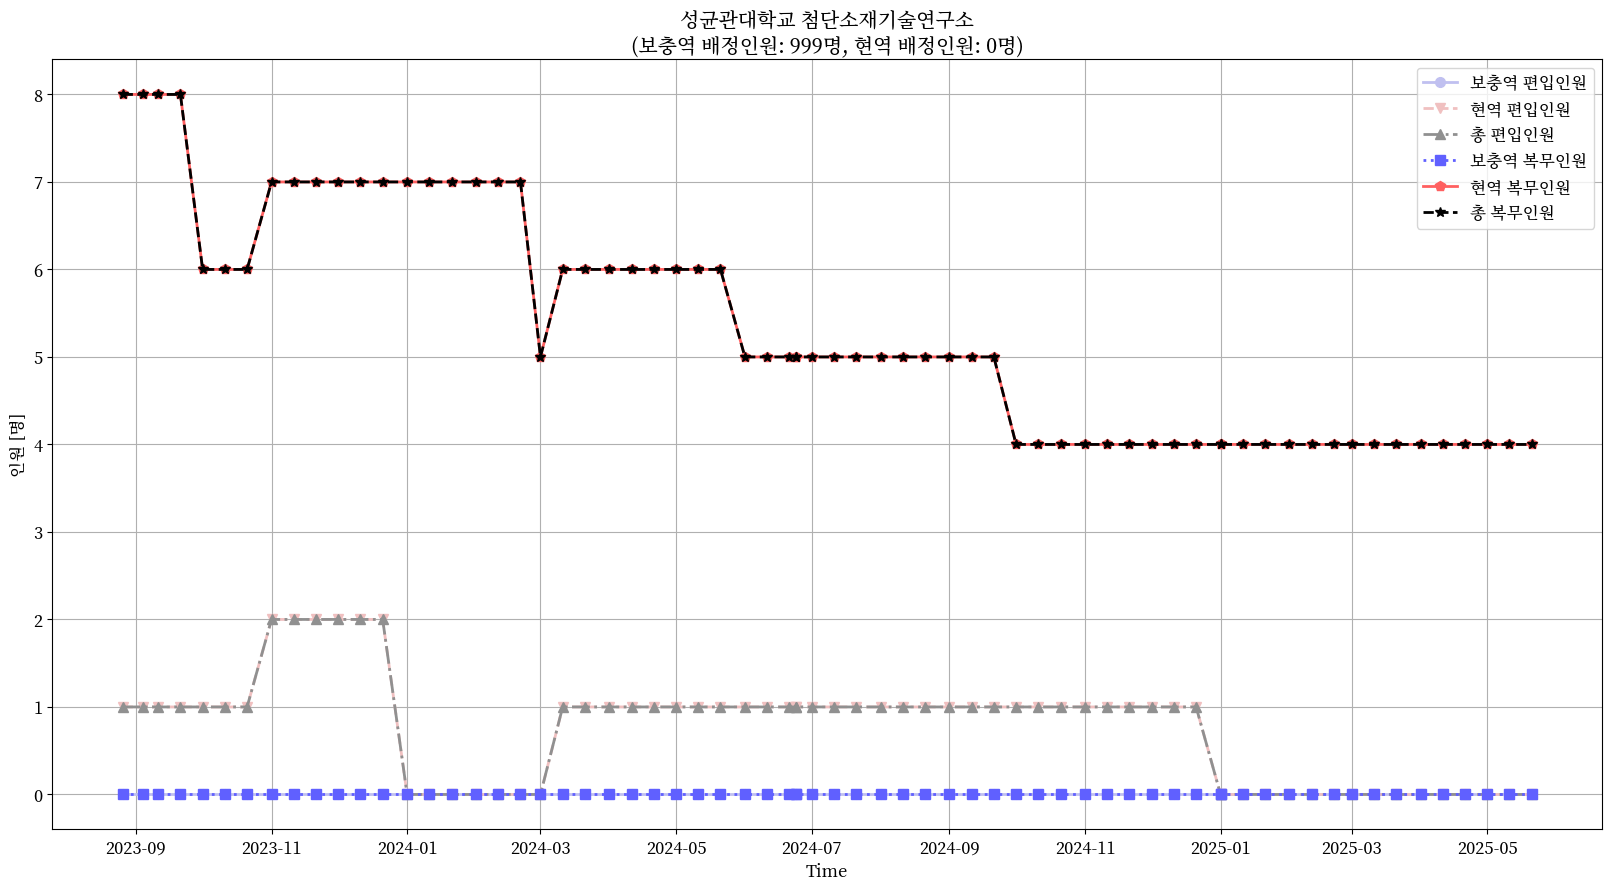 성균관대학교 첨단소재기술연구소
(보충역 배정인원: 999명, 현역 배정인원: 0명)
보충역 편입인원
현역 편입인원
총 편입인원
보충역 복무인원
현역 복무인원
총 복무인원
인원 [명]
8
7
6
5
4
3
2
1
0
2023-09
2023-11
2024-01
2024-03
2024-05
2024-07
2024-09
2024-11
2025-01
2025-03
2025-05
Time